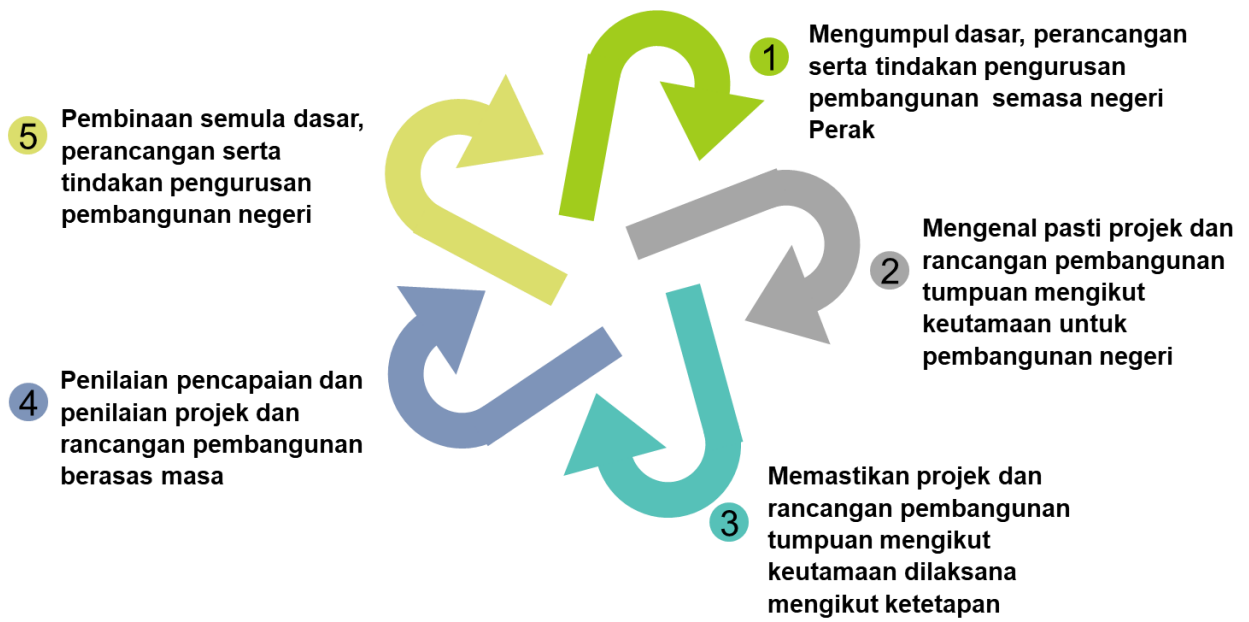 1
Mengumpul dasar, perancangan
serta tindakan pengurusan
pembangunan semasa negeri
Perak
2
Mengenal pasti projek dan
rancangan pembangunan
tumpuan mengikut
keutamaan untuk
pembangunan negeri
3
Memastikan projek dan
rancangan pembangunan
tumpuan mengikut
keutamaan dilaksana
mengikut ketetapan
4
Penilaian pencapaian dan
penilaian projek dan
rancangan pembangunan
berasas masa
5
Pembinaan semula dasar,
perancangan serta
tindakan pengurusan
pembangunan negeri